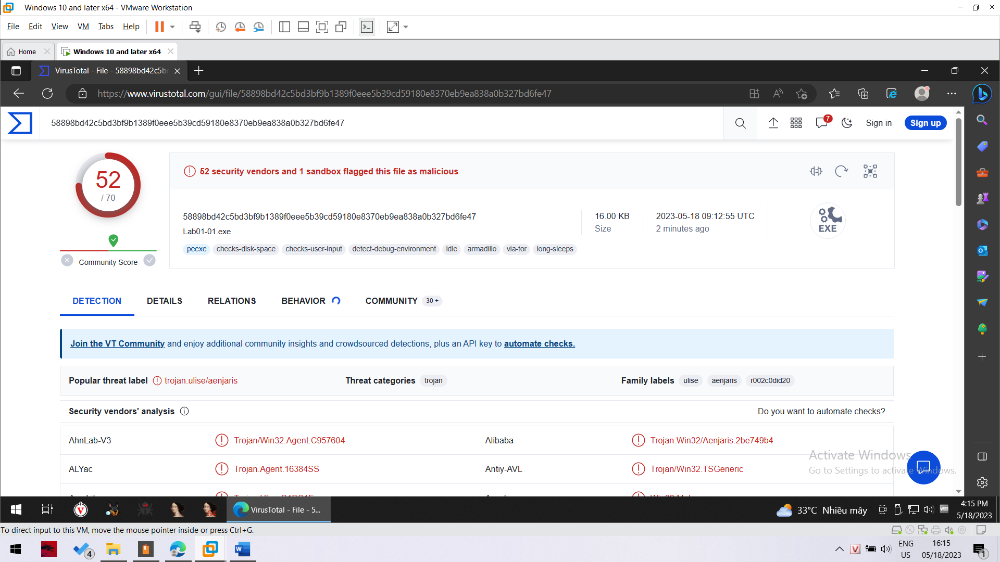 Windows 10 and later x64 - VMware Workstation
File Edit View VM Tabs Help
Home Windows 10 and later x64
VirusTotal - File - 58898bd42c5b
https://www.virustotal.com/gui/file/58898bd42c5bd3bf9b1389f0eee5b39cd59180e8370eb9ea838a0b327bd6fe47
58898bd42c5bd3bf9b1389f0eee5b39cd59180e8370eb9ea838a0b327bd6fe47
7
Sign in Sign up
52
/ 70
Community Score
52 security vendors and 1 sandbox flagged this file as malicious
58898bd42c5bd3bf9b1389f0eee5b39cd59180e8370eb9ea838a0b327bd6fe47
Lab01-01.exe
16.00 KB
Size
2023-05-18 09:12:55 UTC
2 minutes ago
EXE
peexe checks-disk-space checks-user-input detect-debug-environment idle armadillo via-tor long-sleeps
DETECTION DETAILS RELATIONS BEHAVIOR COMMUNITY 30 +
Join the VT Community and enjoy additional community insights and crowdsourced detections, plus an API key to automate checks.
Popular threat label trojan.ulise/aenjaris Threat categories trojan Family labels ulise aenjaris r002c0did20
Security vendors' analysis Do you want to automate checks?
AhnLab-V3 Trojan/Win32.Agent.C957604 Alibaba Trojan:Win32/Aenjaris.2be749b4
ALYac Trojan.Agent.16384SS Antiy-AVL Trojan/Win32.TSGeneric
Activate Windows
Go to Settings to activate Windows.
VirusTotal - File - 5...
33°C Nhiều mây
4:15 PM
5/18/2023
To direct input to this VM, move the mouse pointer inside or press Ctrl+G.
4
ENG
US
16:15
05/18/2023
1